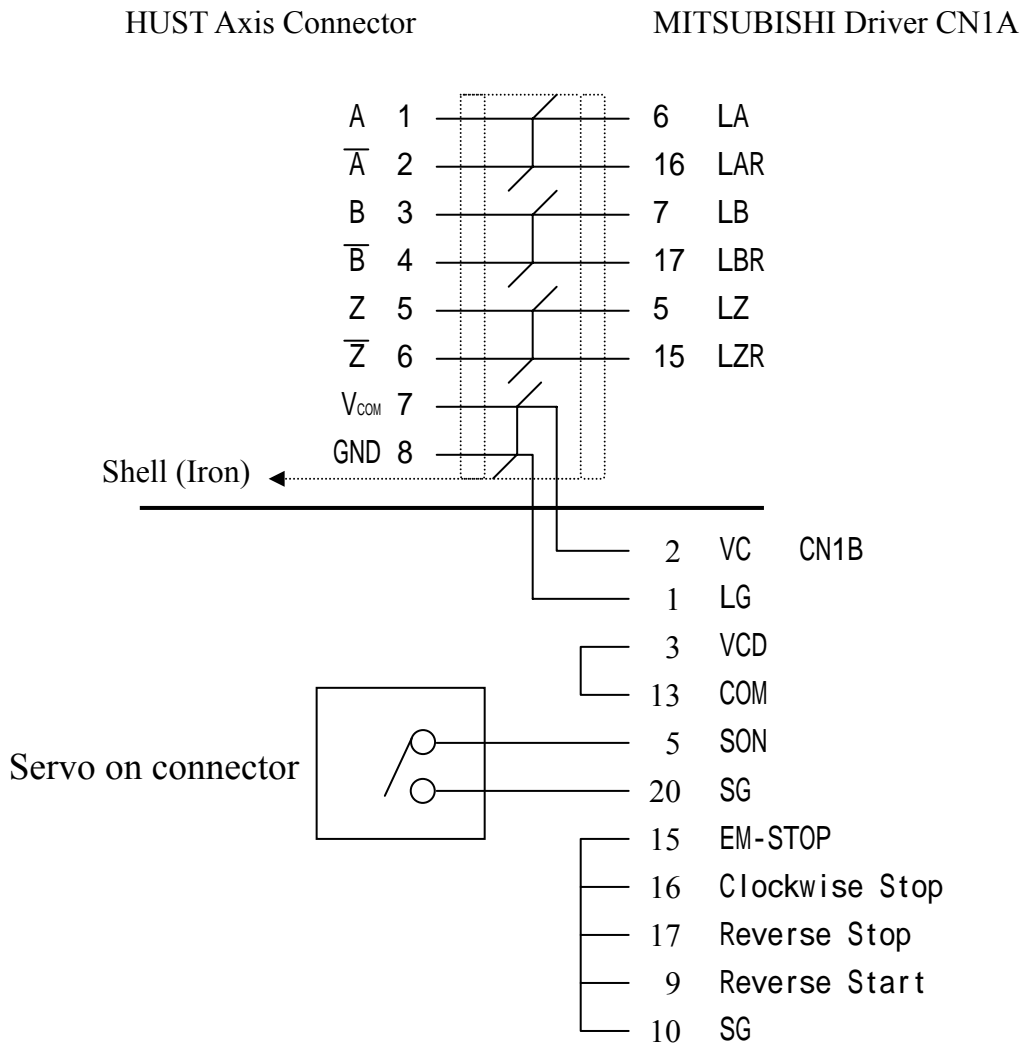 HUST Axis Connector MITSUBISHI Driver CN1A
A 1 6 LA
A̅ 2 16 LAR
B 3 7 LB
B̅ 4 17 LBR
Z 5 5 LZ
Z̅ 6 15 LZR
VCOM 7
GND 8
Shell (Iron)
2 VC CN1B
1 LG
3 VCD
13 COM
5 SON
Servo on connector
20 SG
15 EM-STOP
16 Clockwise Stop
17 Reverse Stop
9 Reverse Start
10 SG